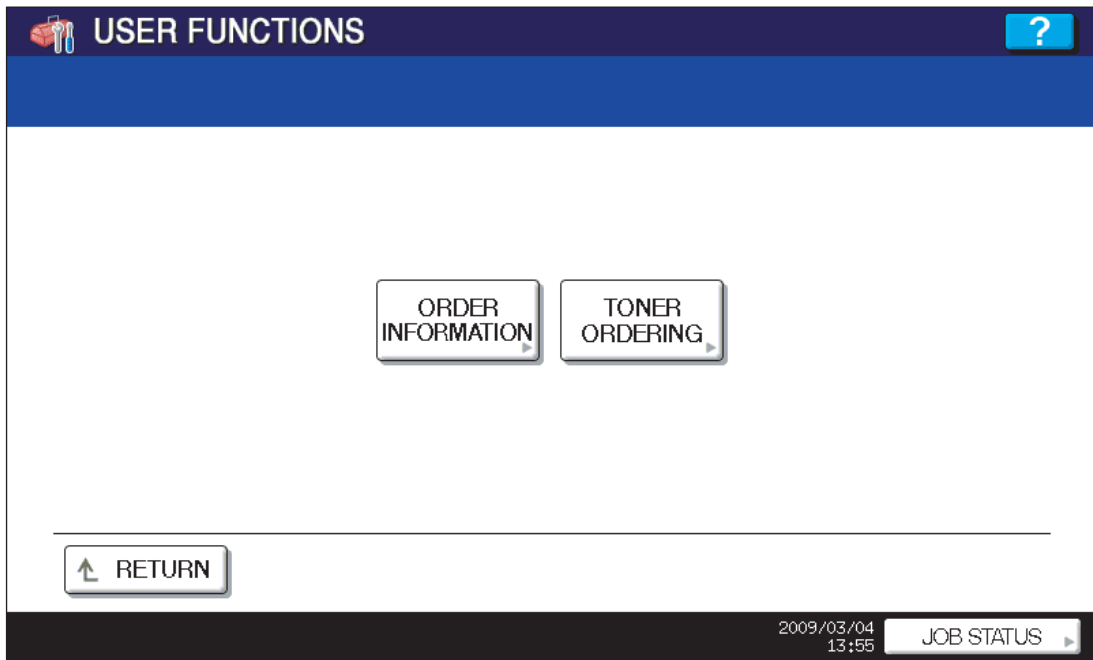 USER FUNCTIONS
?
ORDER
INFORMATION
TONER
ORDERING
RETURN
2009/03/04
13:55
JOB STATUS